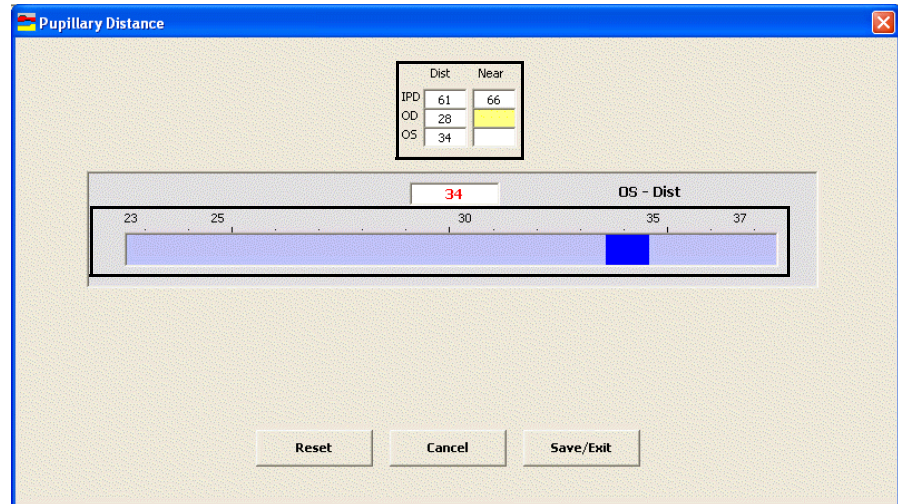 Pupillary Distance
Dist Near
IPD 61 66
OD 28
OS 34
34 OS - Dist
23 25 30 35 37
Reset Cancel Save/Exit